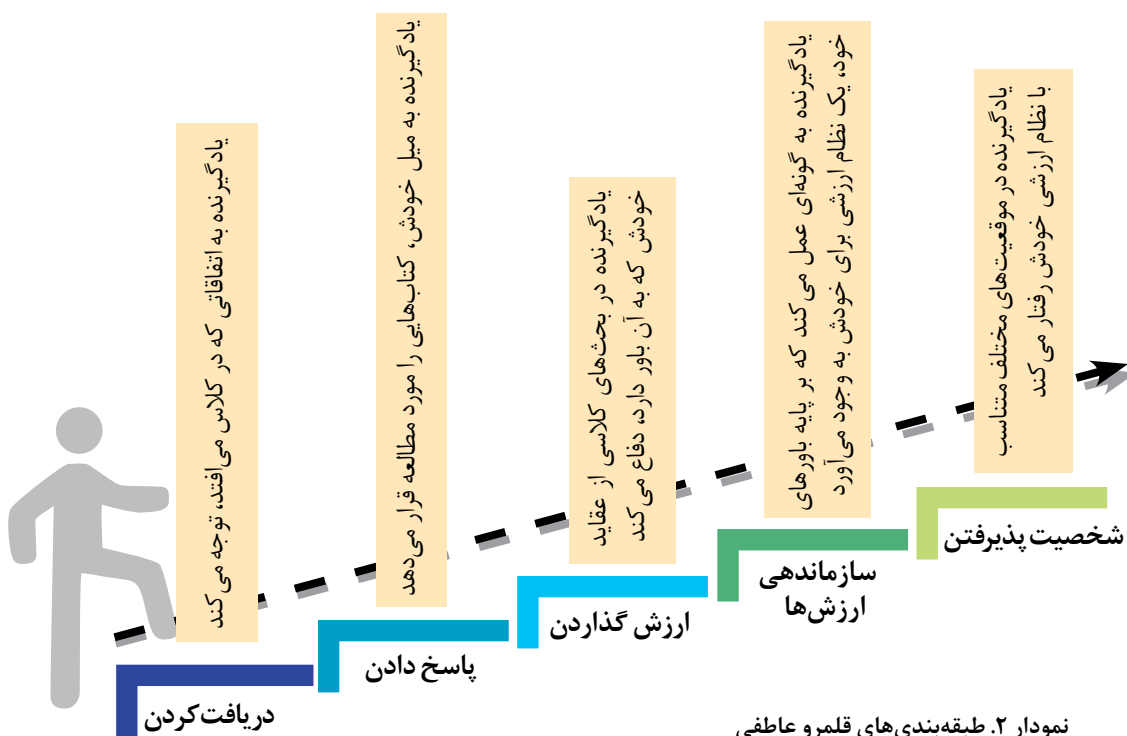 یادگیرنده به اتفاقاتی که در کلاس می‌افتد، توجه می‌کند
دریافت‌کردن
یادگیرنده به میل خودش، کتاب‌هایی را مورد مطالعه قرار می‌دهد
پاسخ دادن
یادگیرنده در بحث‌های کلاسی از عقاید
خودش که به آن باور دارد، دفاع می‌کند
ارزش گذاردن
یادگیرنده به گونه‌ای عمل می‌کند که بر پایه باورهای
خود، یک نظام ارزشی برای خودش به وجود می‌آورد
سازماندهی
ارزش‌ها
یادگیرنده در موقعیت‌های مختلف متناسب
با نظام ارزشی خودش رفتار می‌کند
شخصیت پذیرفتن
نمودار ۲. طبقه‌بندی‌های قلمرو عاطفی